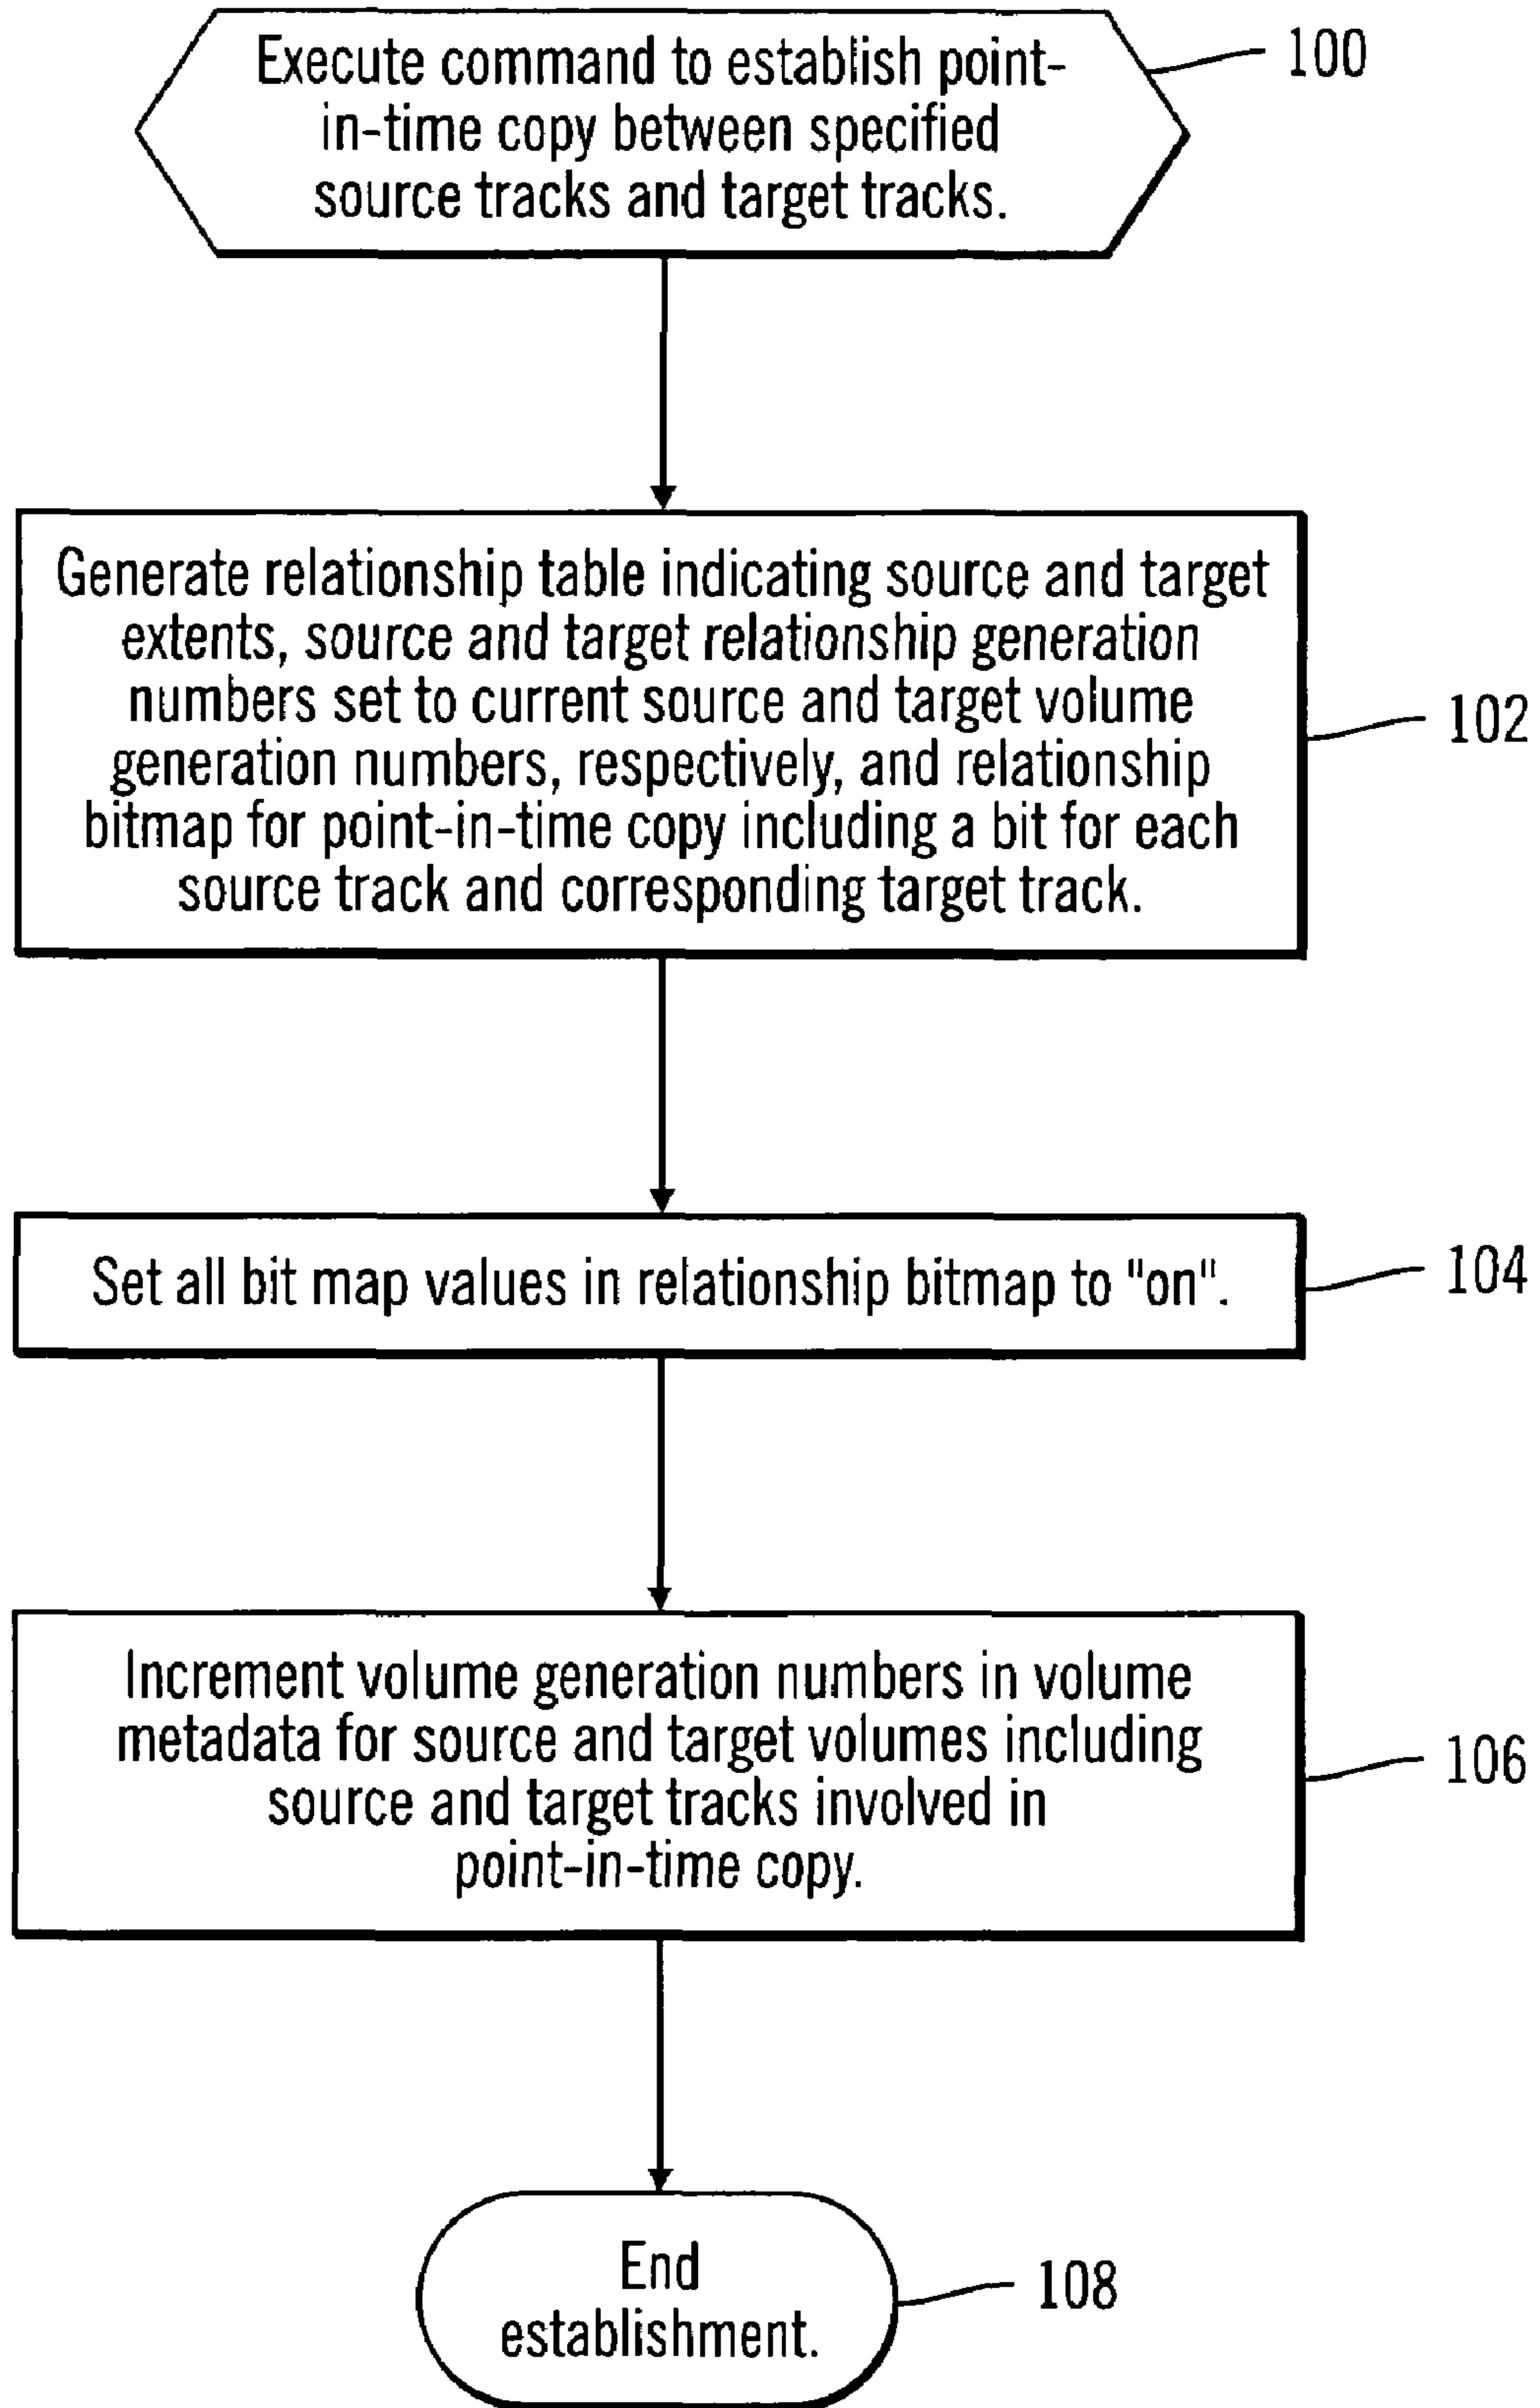 Execute command to establish point-
in-time copy between specified
source tracks and target tracks.
100
Generate relationship table indicating source and target
extents, source and target relationship generation
numbers set to current source and target volume
generation numbers, respectively, and relationship
bitmap for point-in-time copy including a bit for each
source track and corresponding target track.
102
Set all bit map values in relationship bitmap to "on".
104
Increment volume generation numbers in volume
metadata for source and target volumes including
source and target tracks involved in
point-in-time copy.
106
End
establishment.
108